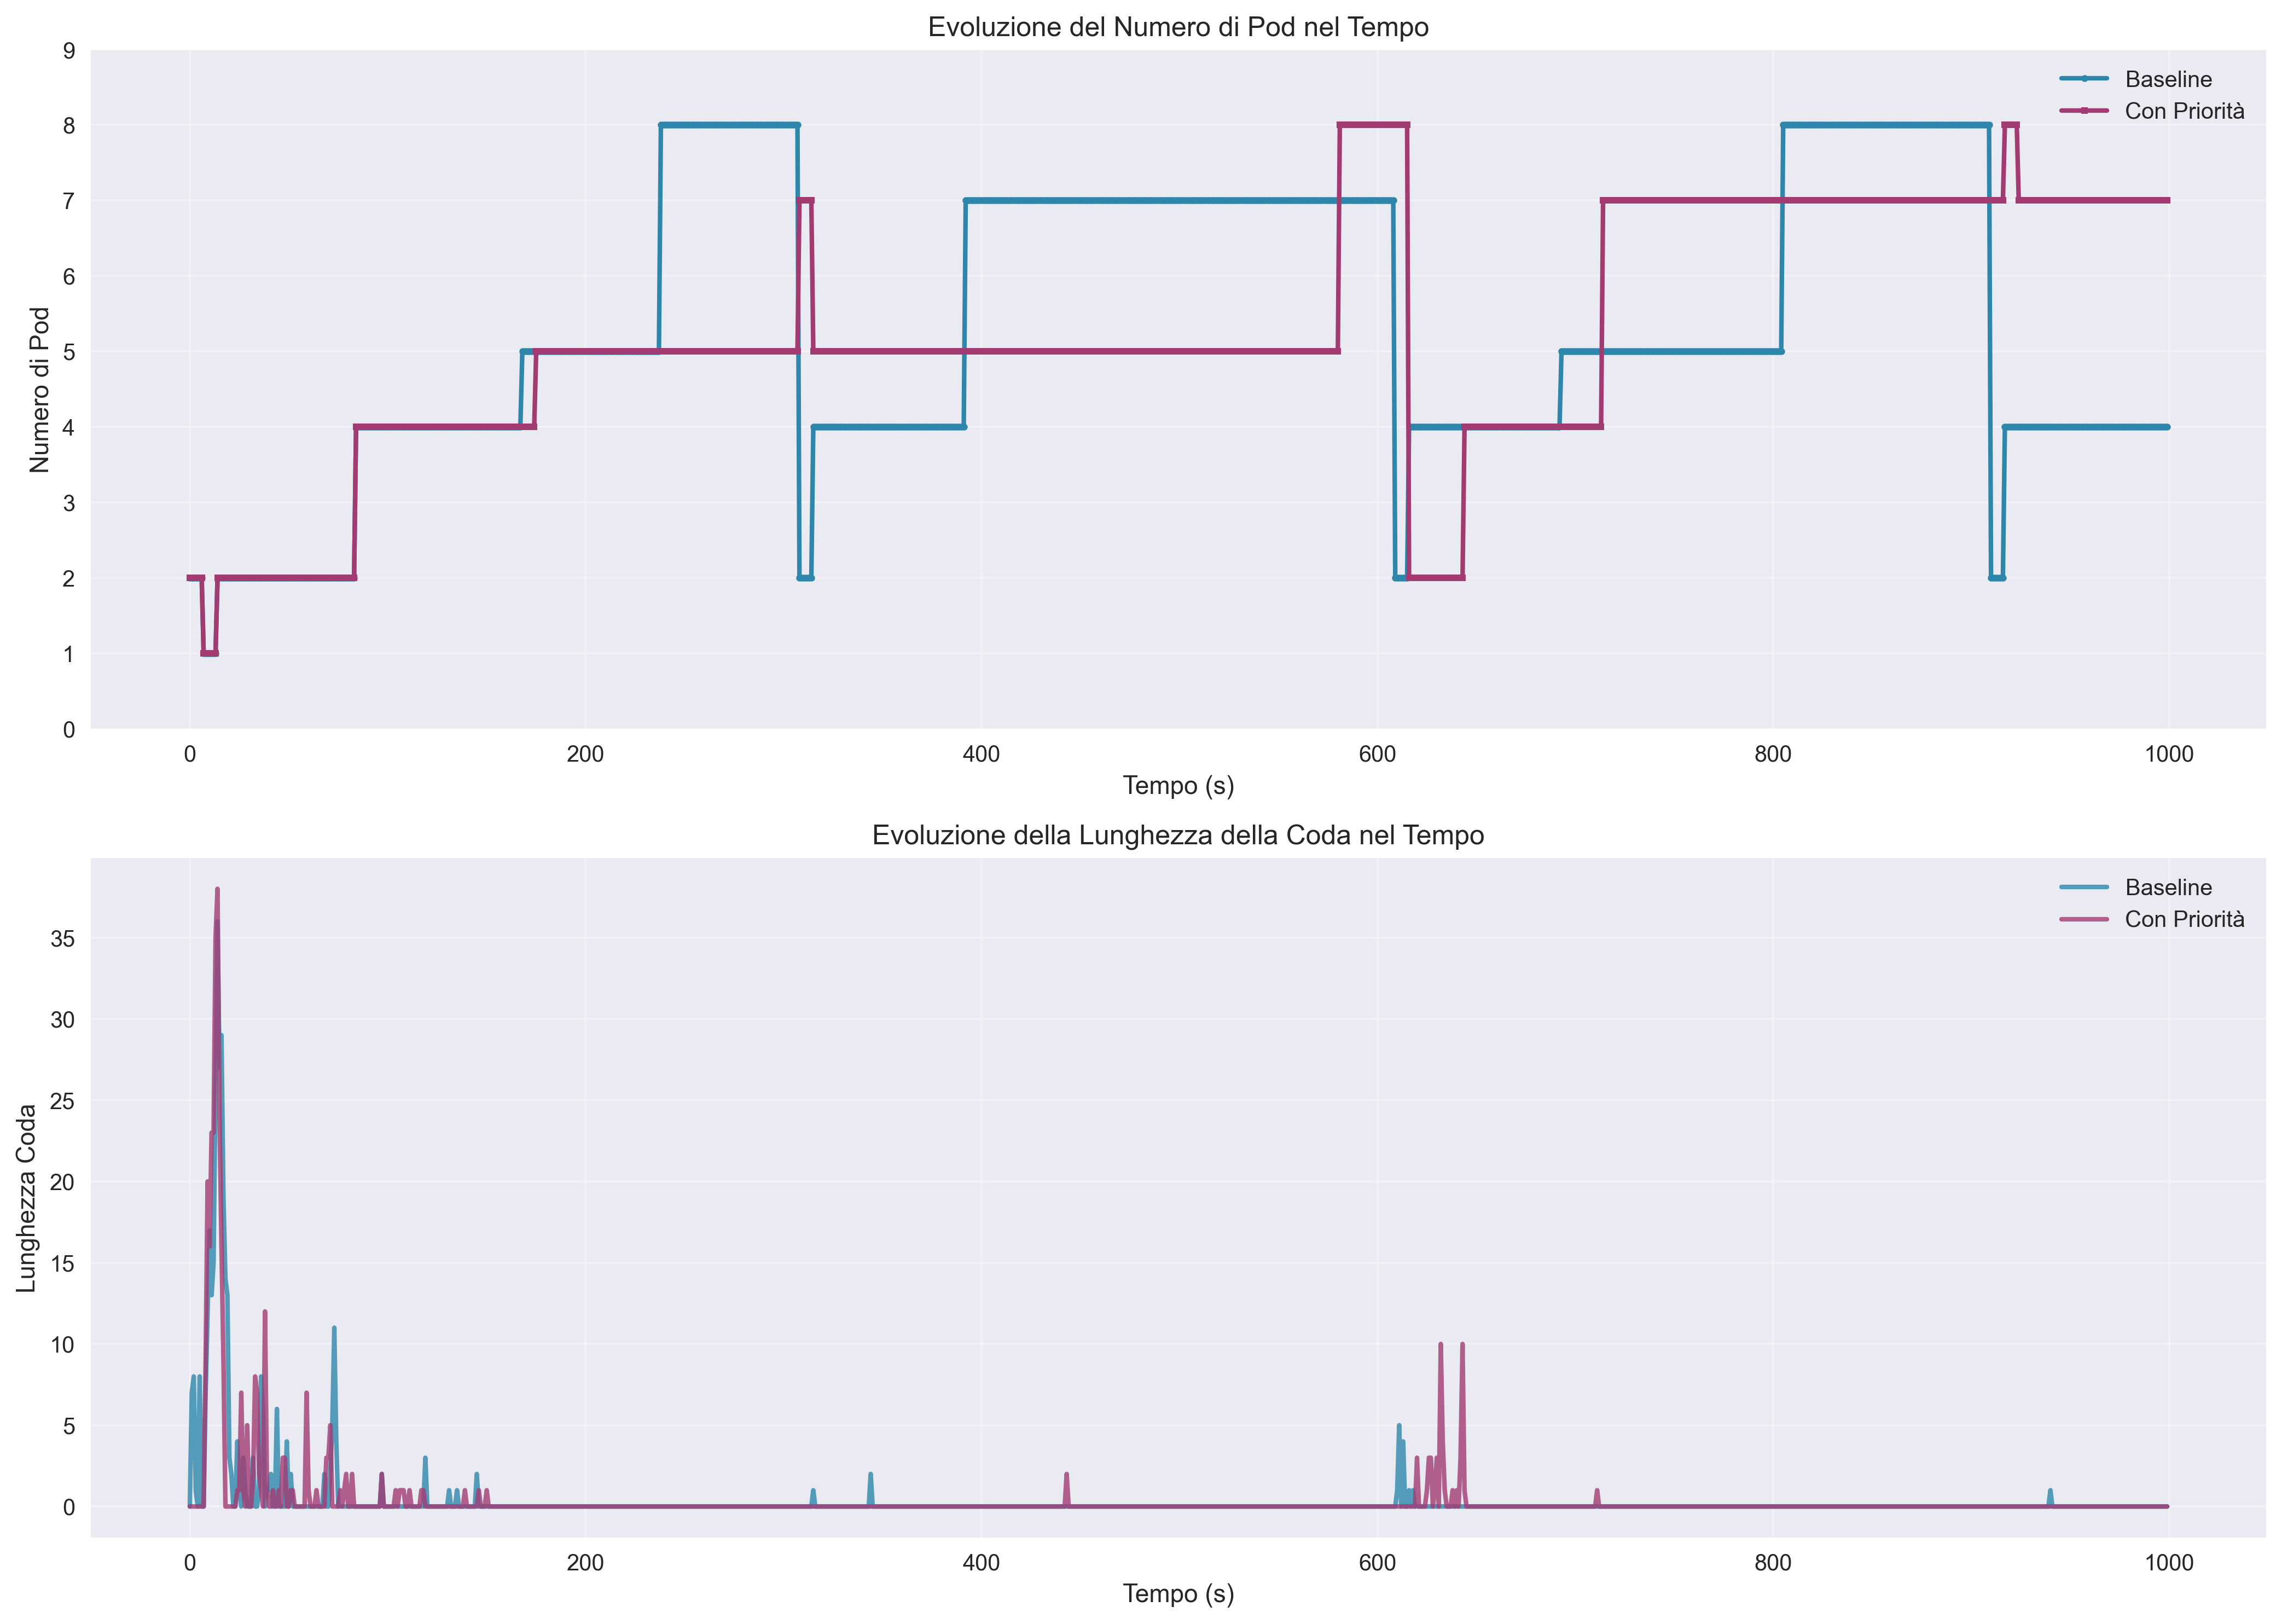 Evoluzione del Numero di Pod nel Tempo
Baseline
Con Priorità
Numero di Pod
9
8
7
6
5
4
3
2
1
0
0 200 400 600 800 1000
Tempo (s)
Evoluzione della Lunghezza della Coda nel Tempo
Baseline
Con Priorità
Lunghezza Coda
35
30
25
20
15
10
5
0
0 200 400 600 800 1000
Tempo (s)